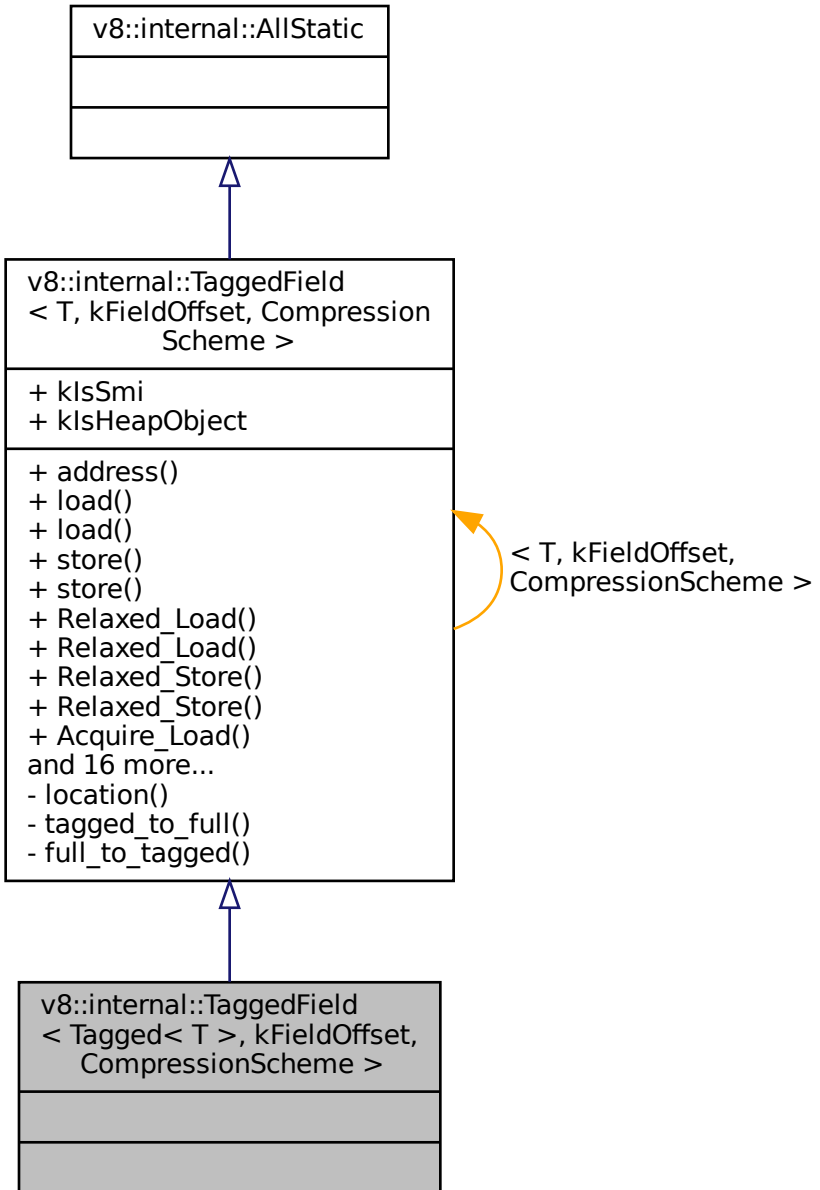 v8::internal::AllStatic
v8::internal::TaggedField
< T, kFieldOffset, Compression
Scheme >
+ kIsSmi
+ kIsHeapObject
+ address()
+ load()
+ load()
+ store()
+ store()
+ Relaxed_Load()
+ Relaxed_Load()
+ Relaxed_Store()
+ Relaxed_Store()
+ Acquire_Load()
and 16 more...
- location()
- tagged_to_full()
- full_to_tagged()
< T, kFieldOffset,
CompressionScheme >
v8::internal::TaggedField
< Tagged< T >, kFieldOffset,
CompressionScheme >